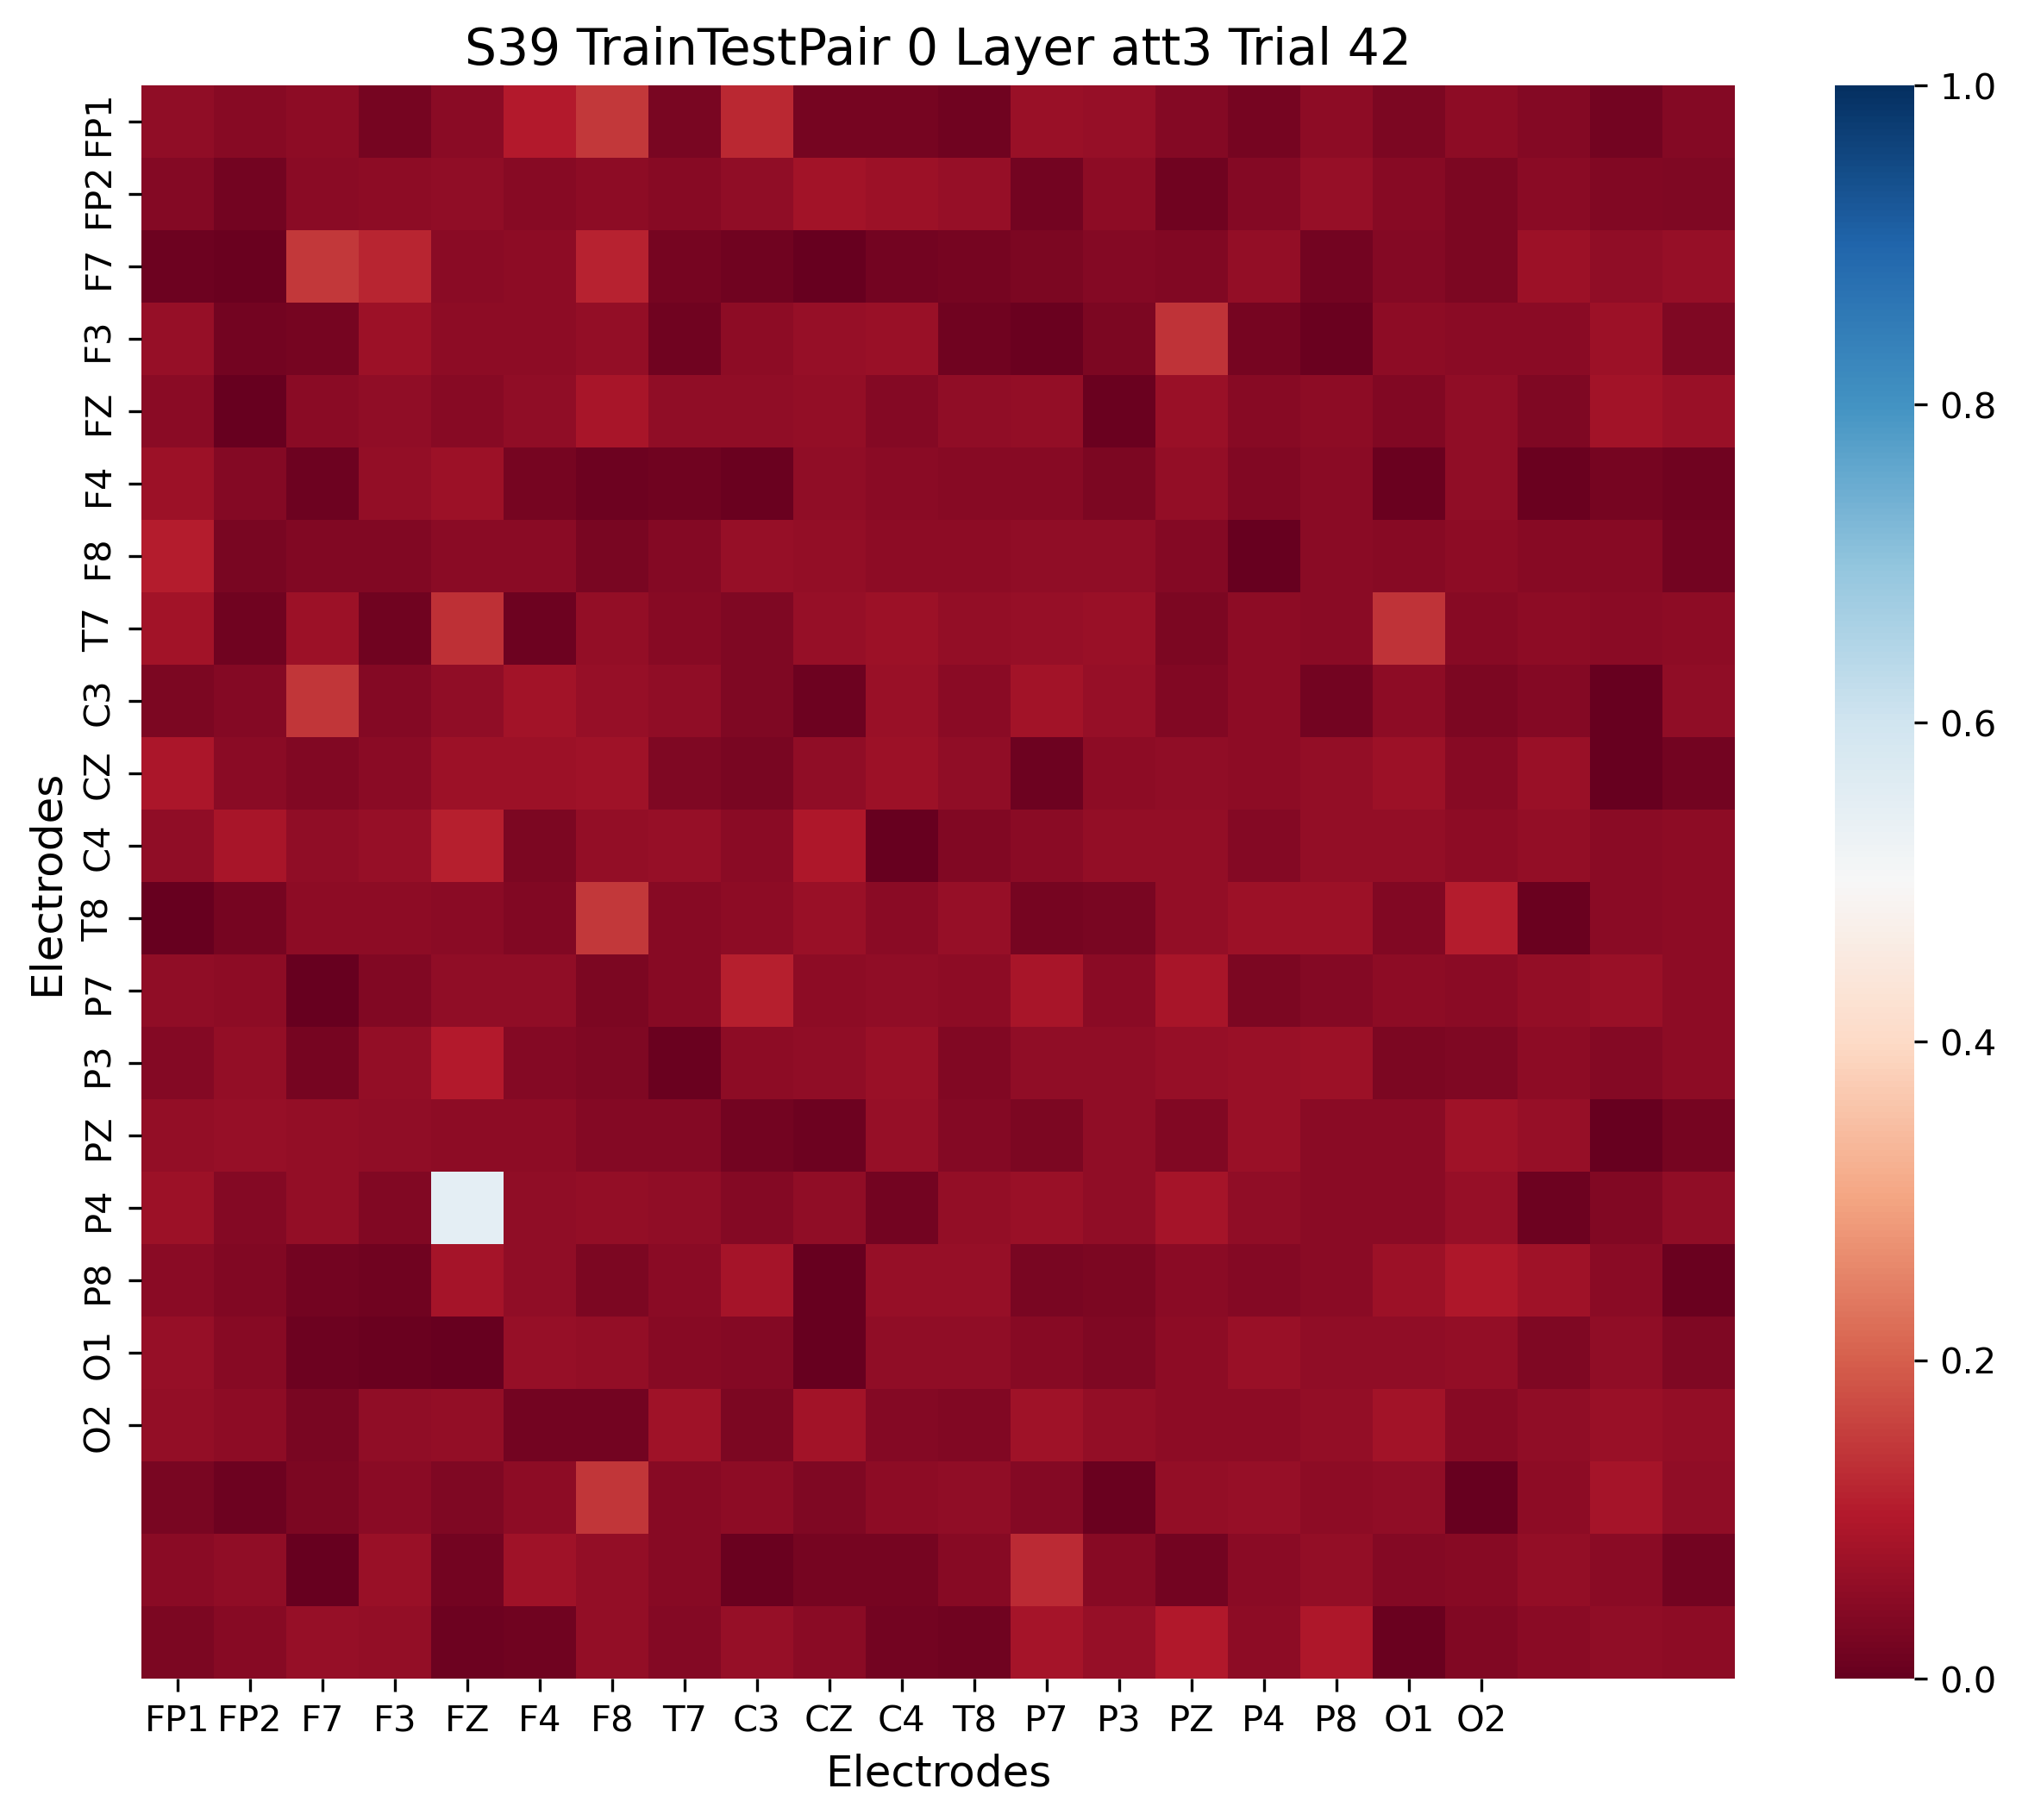 S39 TrainTestPair 0 Layer att3 Trial 42
Electrodes
FP1
FP2
F7
F3
FZ
F4
F8
T7
C3
CZ
C4
T8
P7
P3
PZ
P4
P8
O1
O2
FP1 FP2 F7 F3 FZ F4 F8 T7 C3 CZ C4 T8 P7 P3 PZ P4 P8 O1 O2
Electrodes
1.0
0.8
0.6
0.4
0.2
0.0